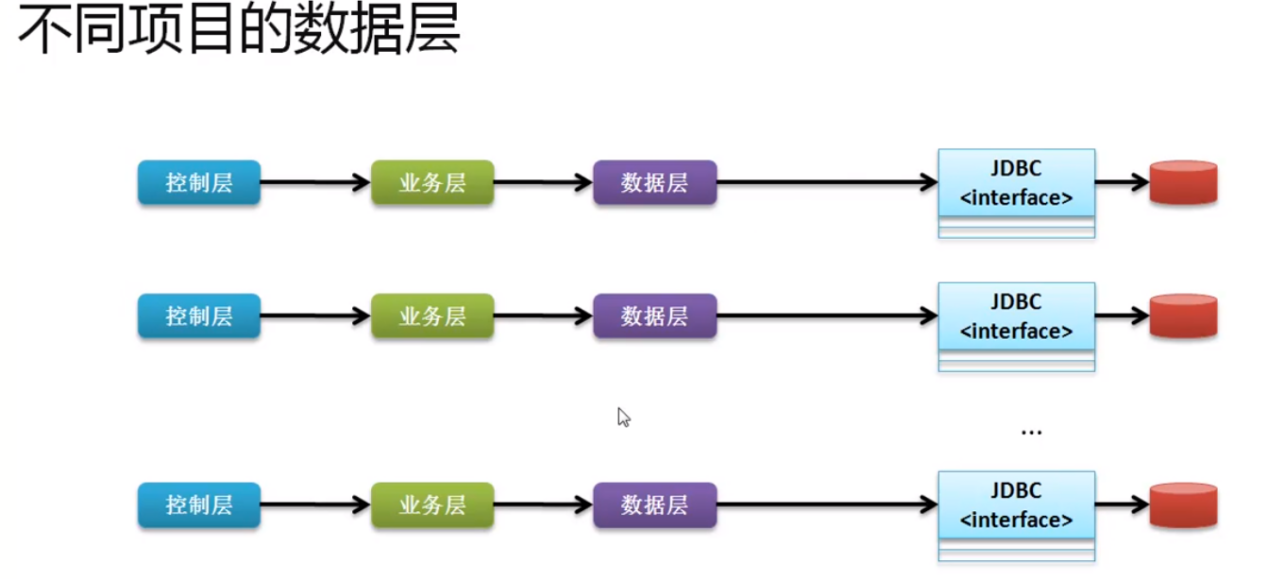 不同项目的数据层
控制层
业务层
数据层
JDBC
<interface>
控制层
业务层
数据层
JDBC
<interface>
...
控制层
业务层
数据层
JDBC
<interface>